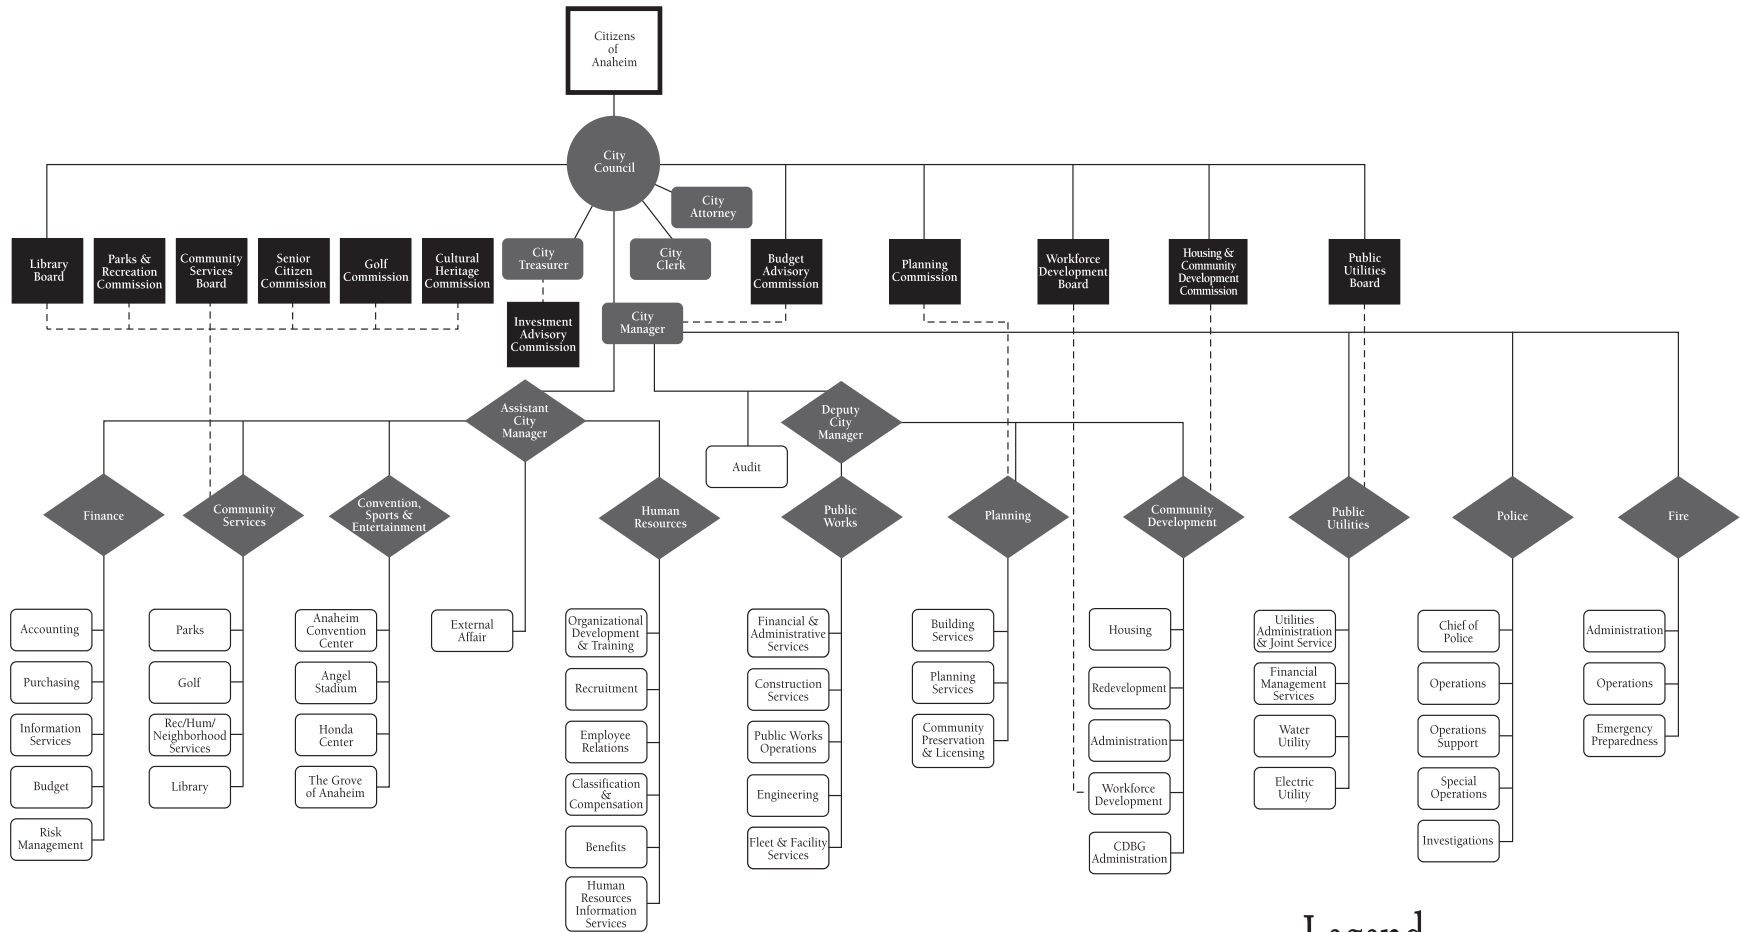 Citizens
of
Anaheim
City
Council
City
Attorney
City
Treasurer
City
Clerk
Library
Board
Parks &
Recreation
Commission
Community
Services
Board
Senior
Citizen
Commission
Golf
Commission
Cultural
Heritage
Commission
Budget
Advisory
Commission
Planning
Commission
Workforce
Development
Board
Housing &
Community
Development
Commission
Public
Utilities
Board
Investment
Advisory
Commission
City
Manager
Assistant
City
Manager
Deputy
City
Manager
Audit
Finance
Community
Services
Convention,
Sports &
Entertainment
Human
Resources
Public
Works
Planning
Community
Development
Public
Utilities
Police
Fire
Accounting
Purchasing
Information
Services
Budget
Risk
Management
Parks
Golf
Rec/Hum/
Neighborhood
Services
Library
Anaheim
Convention
Center
Angel
Stadium
Honda
Center
The Grove
of Anaheim
External
Affair
Organizational
Development
& Training
Recruitment
Employee
Relations
Classification
&
Compensation
Benefits
Human
Resources
Information
Services
Financial &
Administrative
Services
Construction
Services
Public Works
Operations
Engineering
Fleet & Facility
Services
Building
Services
Planning
Services
Community
Preservation
& Licensing
Housing
Redevelopment
Administration
Workforce
Development
CDBG
Administration
Utilities
Administration
& Joint Service
Financial
Management
Services
Water
Utility
Electric
Utility
Chief of
Police
Operations
Operations
Support
Special
Operations
Investigations
Administration
Operations
Emergency
Preparedness
Legend